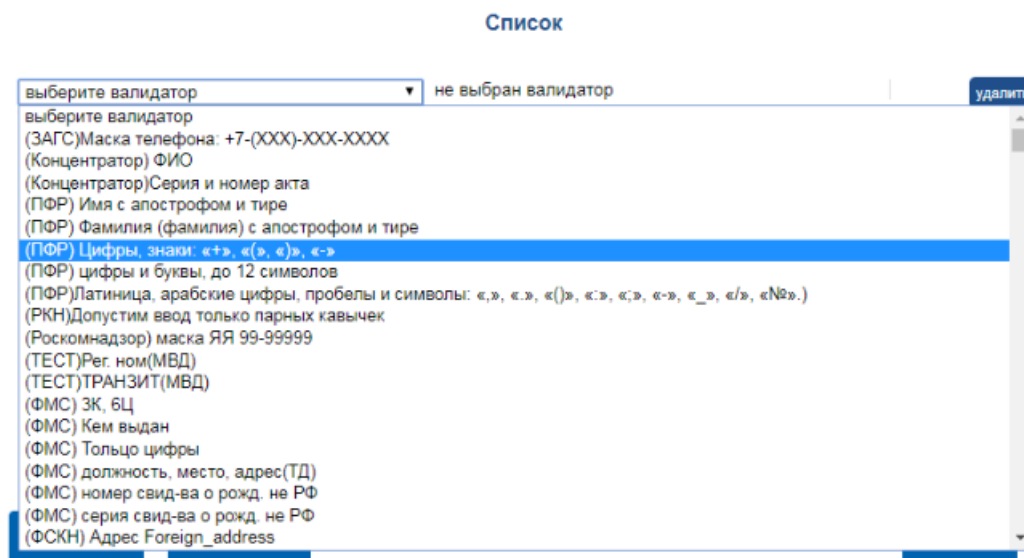 Список
выберите валидатор
не выбран валидатор
удалить
выберите валидатор
(ЗАГС)Маска телефона: +7-(XXX)-XXX-XXXX
(Концентратор) ФИО
(Концентратор)Серия и номер акта
(ПФР) Имя с апострофом и тире
(ПФР) Фамилия (фамилия) с апострофом и тире
(ПФР) Цифры, знаки: «+», «(», «)», «-»
(ПФР) цифры и буквы, до 12 символов
(ПФР)Латиница, арабские цифры, пробелы и символы: «,», «.», «()», «:», «;», «-», «_», «/», «№».)
(РКН)Допустим ввод только парных кавычек
(Роскомнадзор) маска ЯЯ 99-99999
(ТЕСТ)Рег. ном(МВД)
(ТЕСТ)ТРАНЗИТ(МВД)
(ФМС) 3К, 6Ц
(ФМС) Кем выдан
(ФМС) Тольцо цифры
(ФМС) должность, место, адрес(ТД)
(ФМС) номер свид-ва о рожд. не РФ
(ФМС) серия свид-ва о рожд. не РФ
(ФСКН) Адрес Foreign_address